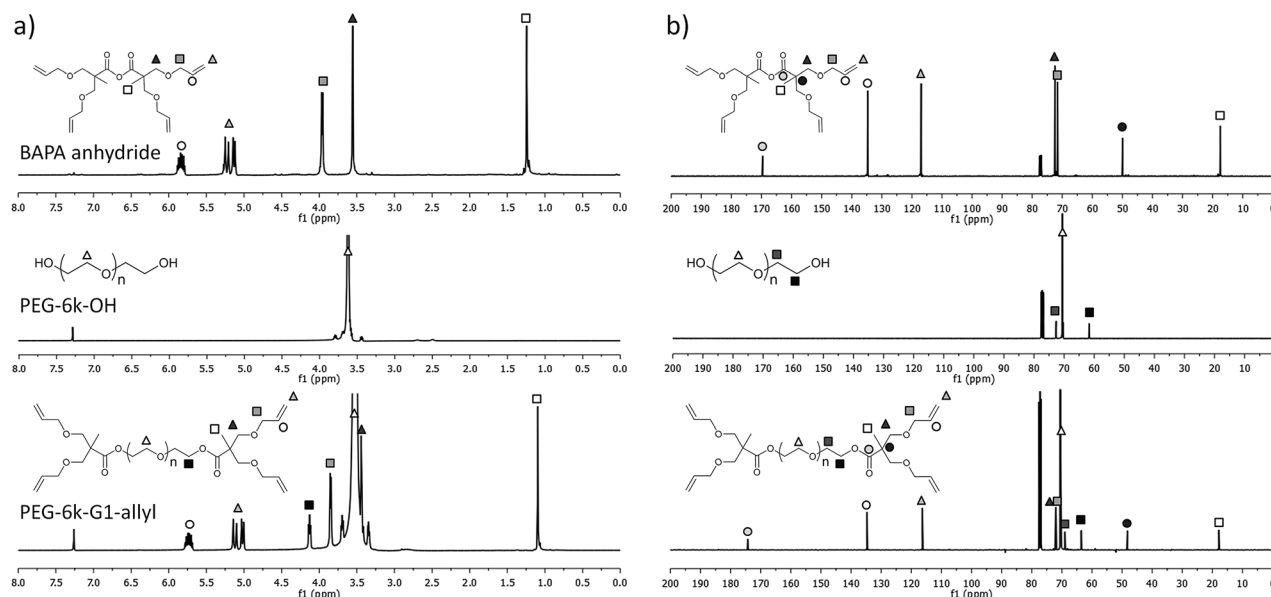 a)
O O
O O O
O O
BAPA anhydride
8.0 7.5 7.0 6.5 6.0 5.5 5.0 4.5 4.0 3.5 3.0 2.5 2.0 1.5 1.0 0.5 0.0
f1 (ppm)
HO O n OH
PEG-6k-OH
8.0 7.5 7.0 6.5 6.0 5.5 5.0 4.5 4.0 3.5 3.0 2.5 2.0 1.5 1.0 0.5 0.0
f1 (ppm)
O O
O O n O
O O O O
PEG-6k-G1-allyl
8.0 7.5 7.0 6.5 6.0 5.5 5.0 4.5 4.0 3.5 3.0 2.5 2.0 1.5 1.0 0.5 0.0
f1 (ppm)
b)
O O
O O O
O O
200 190 180 170 160 150 140 130 120 110 100 90 80 70 60 50 40 30 20 10 0
f1 (ppm)
HO O n OH
200 190 180 170 160 150 140 130 120 110 100 90 80 70 60 50 40 30 20 10 0
f1 (ppm)
O O
O O n O
O O O O
200 190 180 170 160 150 140 130 120 110 100 90 80 70 60 50 40 30 20 10 0
f1 (ppm)